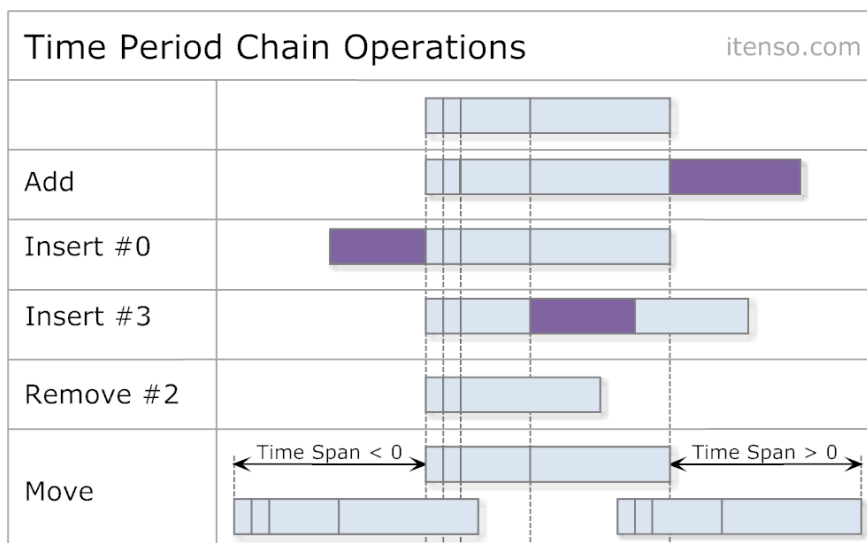 Time Period Chain Operations
itenso.com
Add
Insert #0
Insert #3
Remove #2
Move
Time Span < 0
Time Span > 0